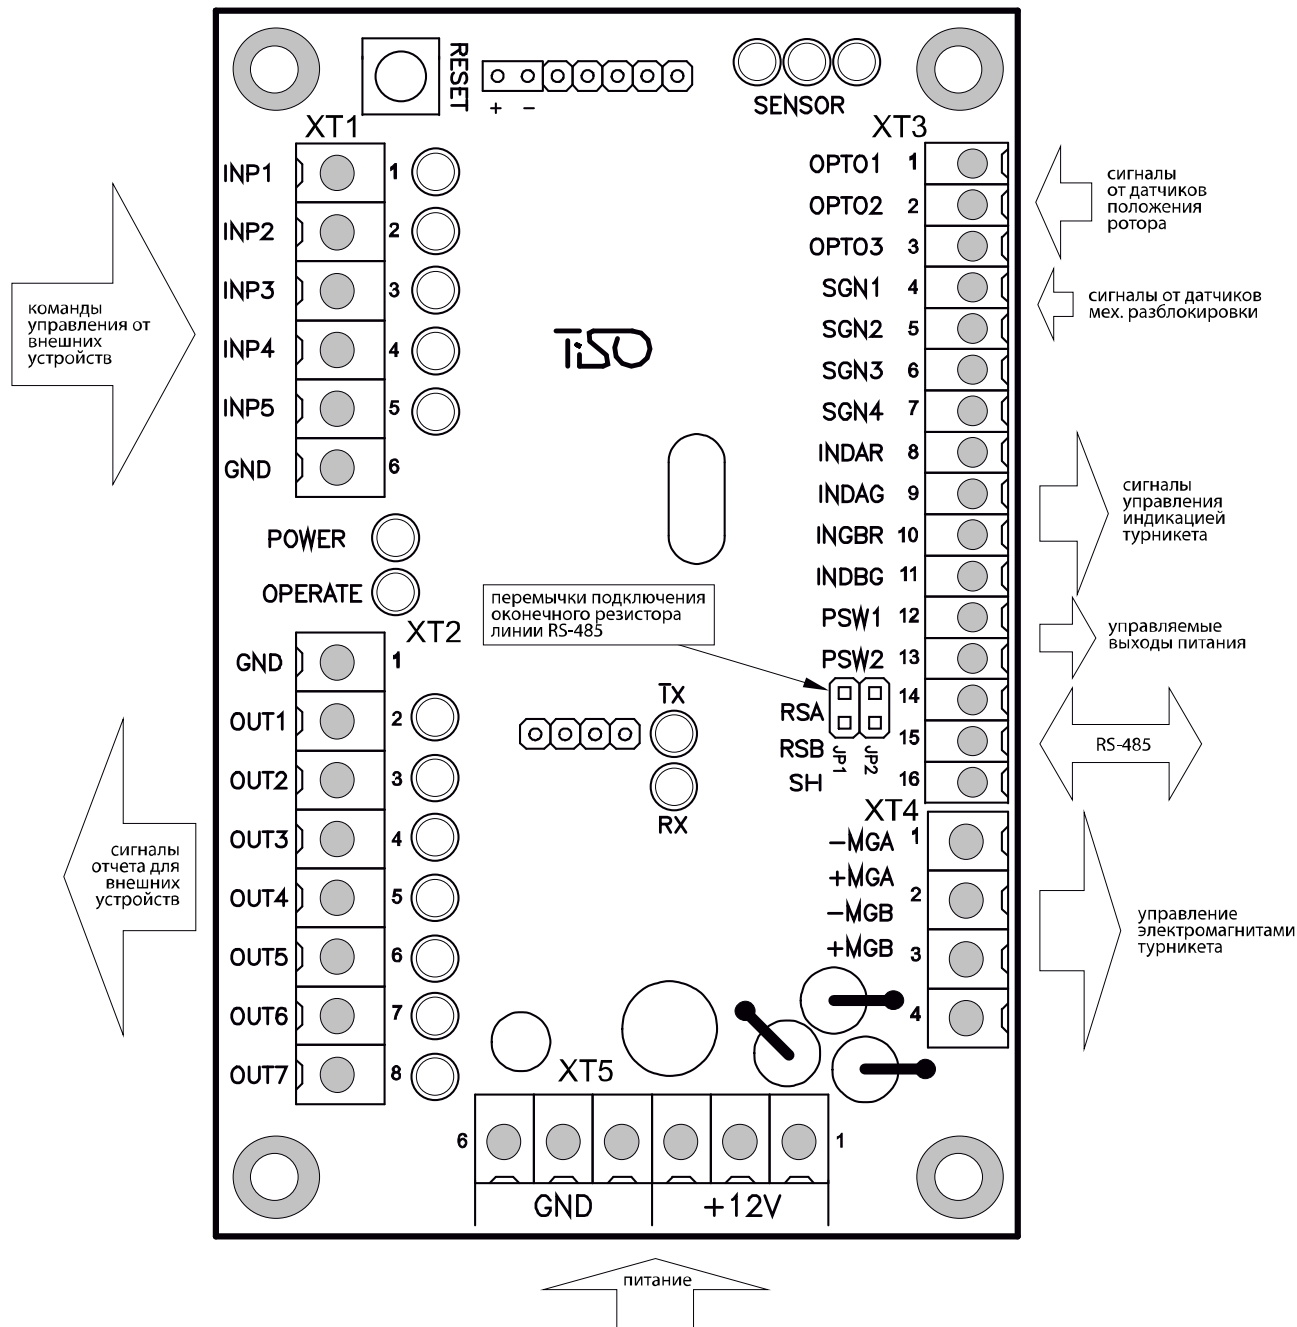 RESET
+ −
SENSOR
XT1
INP1 1
INP2 2
INP3 3
INP4 4
INP5 5
GND 6
команды
управления от
внешних
устройств
TiSO
XT3
OPTO1 1
OPTO2 2
OPTO3 3
SGN1 4
SGN2 5
SGN3 6
SGN4 7
INDAR 8
INDAG 9
INGBR 10
INDBG 11
PSW1 12
PSW2 13
RSA 14
RSB 15
SH 16
JP1
JP2
сигналы
от датчиков
положения
ротора
сигналы от датчиков
мех. разблокировки
сигналы
управления
индикацией
турникета
управляемые
выходы питания
RS-485
POWER
OPERATE
перемычки подключения
оконечного резистора
линии RS-485
XT2
GND 1
OUT1 2
OUT2 3
OUT3 4
OUT4 5
OUT5 6
OUT6 7
OUT7 8
сигналы
отчета для
внешних
устройств
TX
RX
XT4
−MGA 1
+MGA
2
−MGB
+MGB 3
4
управление
электромагнитами
турникета
XT5
6 1
GND +12V
питание